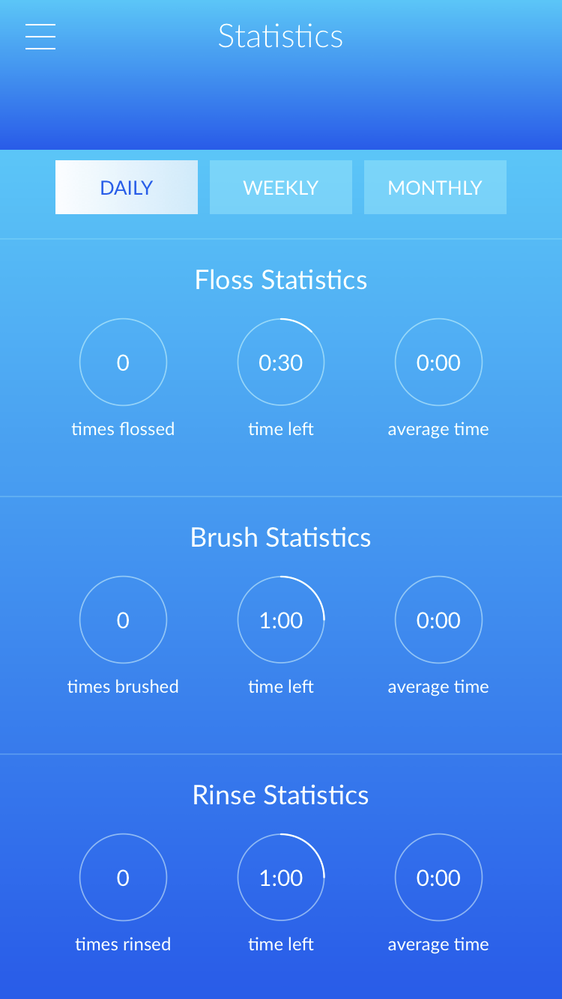 Statistics
DAILY WEEKLY MONTHLY
Floss Statistics
0 0:30 0:00
times flossed time left average time
Brush Statistics
0 1:00 0:00
times brushed time left average time
Rinse Statistics
0 1:00 0:00
times rinsed time left average time